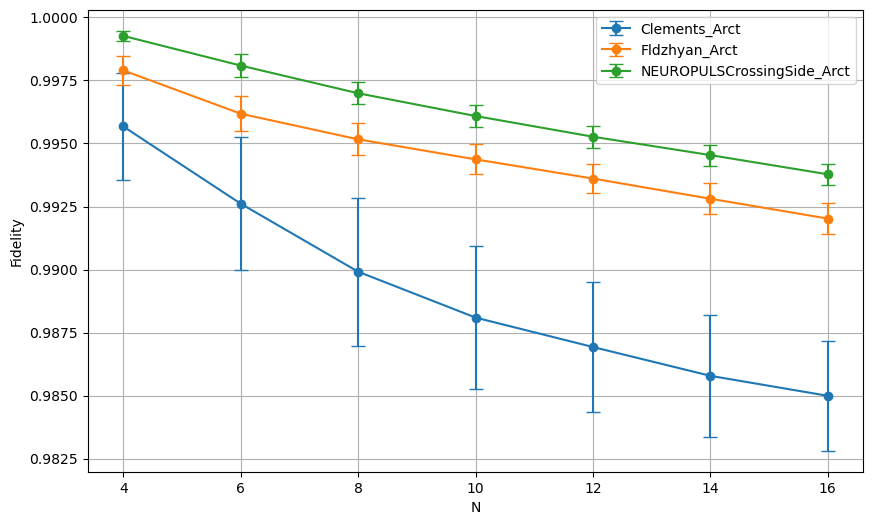 1.0000
0.9975
0.9950
0.9925
0.9900
0.9875
0.9850
0.9825
Fidelity
Clements_Arct
Fldzhyan_Arct
NEUROPULSCrossingSide_Arct
4 6 8 10 12 14 16
N